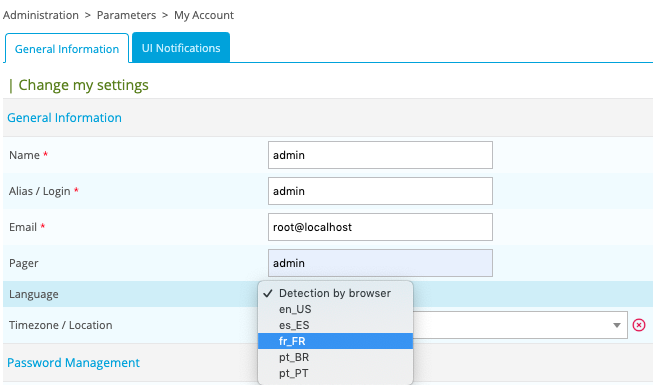 Administration > Parameters > My Account
General Information UI Notifications
| Change my settings
General Information
Name * admin
Alias / Login * admin
Email * root@localhost
Pager admin
Language ✓ Detection by browser
en_US
es_ES
Timezone / Location
fr_FR
pt_BR
pt_PT
Password Management